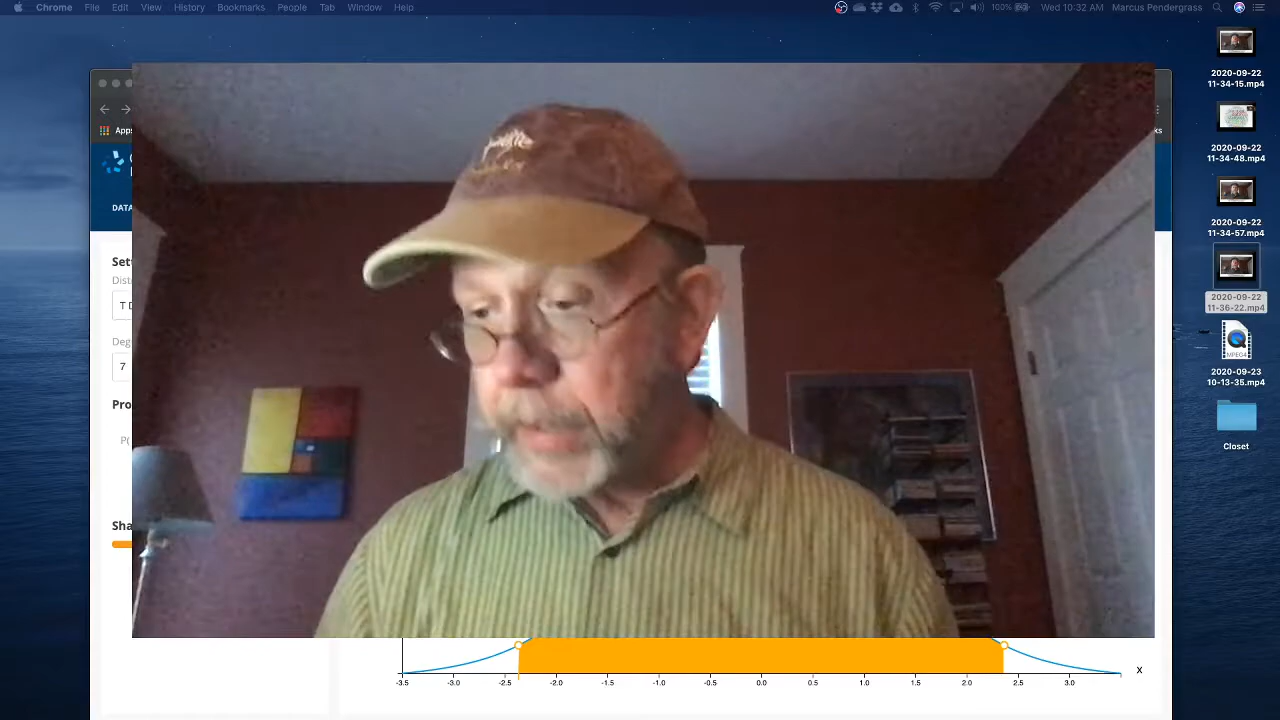 Chrome File Edit View History Bookmarks People Tab Window Help 100% Wed 10:32 AM Marcus Pendergrass
2020-09-22
11-34-15.mp4
2020-09-22
11-34-48.mp4
2020-09-22
11-34-57.mp4
2020-09-22
11-36-22.mp4
MPEG4
2020-09-23
10-13-35.mp4
Closet
Apps
ks
DATA
Sett
Dist
T D
Deg
7
Pro
P(
Sha
X
-3.5 -3.0 -2.5 -2.0 -1.5 -1.0 -0.5 0.0 0.5 1.0 1.5 2.0 2.5 3.0